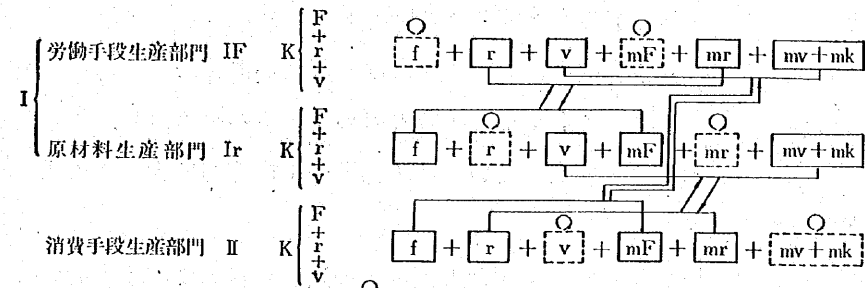 I
労働手段生産部門 IF K F+r+v f + r + v + mF + mr + mv+mk
原材料生産部門 Ir K F+r+v f + r + v + mF + mr + mv+mk
消費手段生産部門 II K F+r+v f + r + v + mF + mr + mv+mk